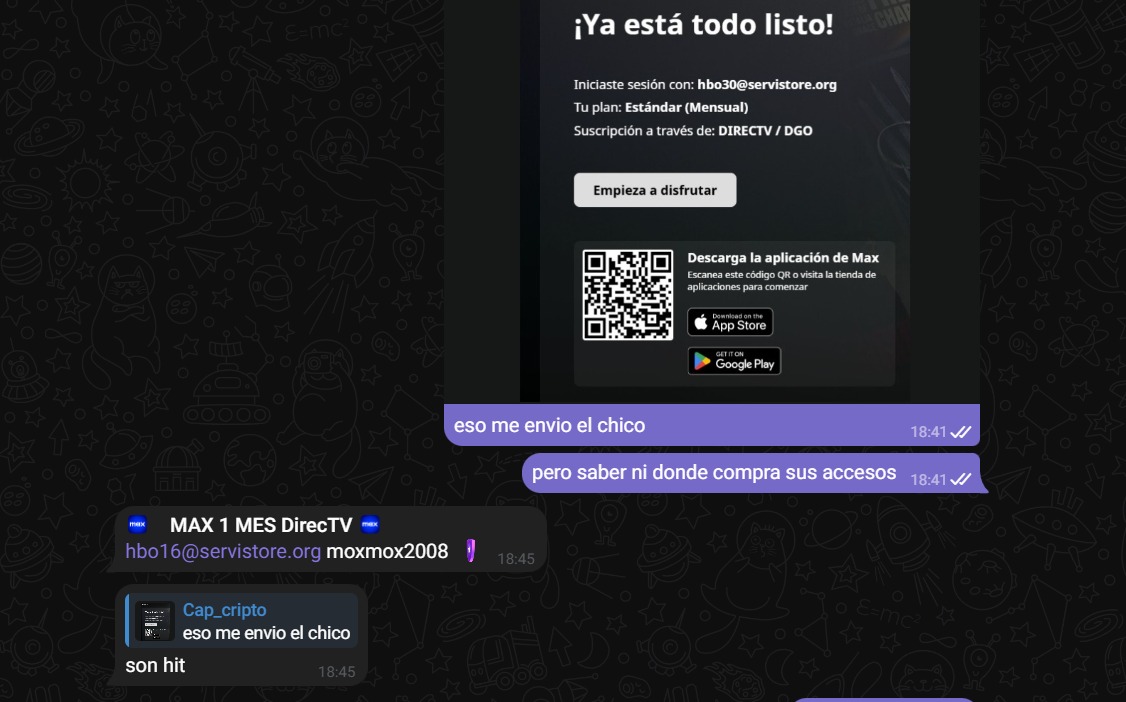 ¡Ya está todo listo!
Iniciaste sesión con: hbo30@servistore.org
Tu plan: Estándar (Mensual)
Suscripción a través de: DIRECTV / DGO
Empieza a disfrutar
Descarga la aplicación de Max
Escanea este código QR o visita la tienda de
aplicaciones para comenzar
Download on the
App Store
GET IT ON
Google Play
eso me envio el chico
18:41
pero saber ni donde compra sus accesos
18:41
max MAX 1 MES DirecTV max
hbo16@servistore.org moxmox2008
18:45
Cap_cripto
eso me envio el chico
son hit
18:45